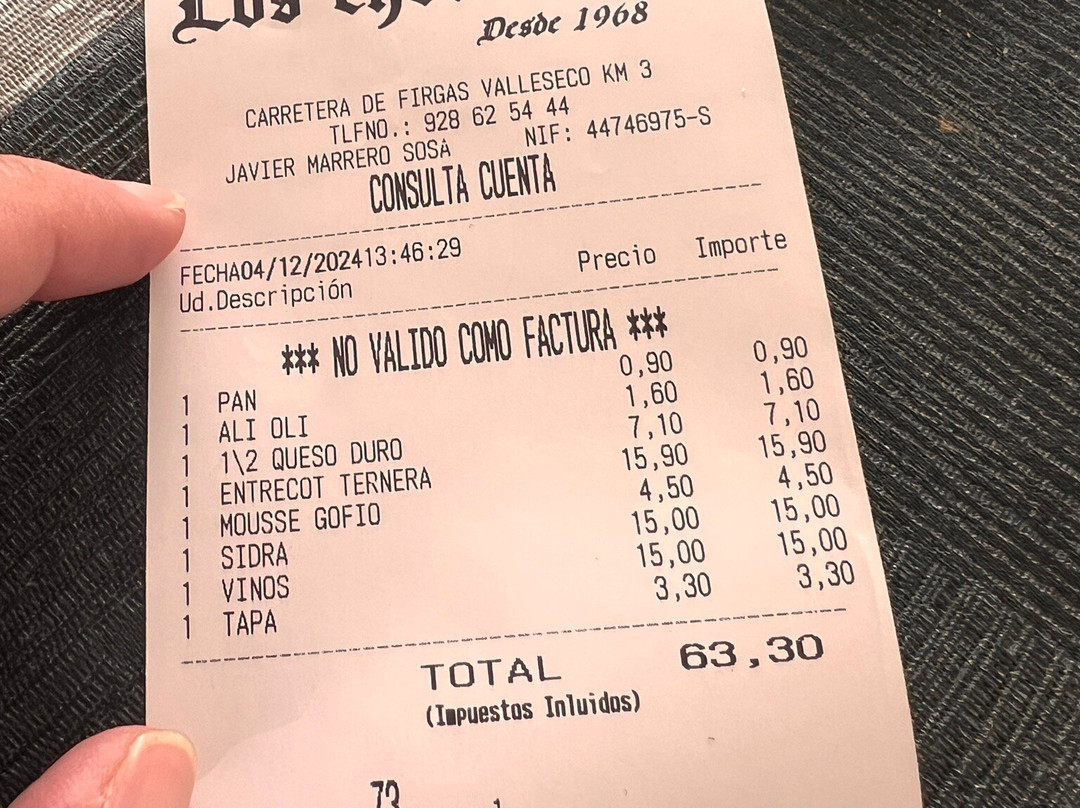 Los
Desde 1968
CARRETERA DE FIRGAS VALLESECO KM 3
TLFNO.: 928 62 54 44
JAVIER MARRERO SOSA NIF: 44746975-S
CONSULTA CUENTA
FECHA04/12/202413:46:29
Ud.Descripción Precio Importe
*** NO VALIDO COMO FACTURA ***
1 PAN 0,90 0,90
1 ALI OLI 1,60 1,60
1 1\2 QUESO DURO 7,10 7,10
1 ENTRECOT TERNERA 15,90 15,90
1 MOUSSE GOFIO 4,50 4,50
1 SIDRA 15,00 15,00
1 VINOS 15,00 15,00
1 TAPA 3,30 3,30
TOTAL 63,30
(Impuestos Inluidos)
73